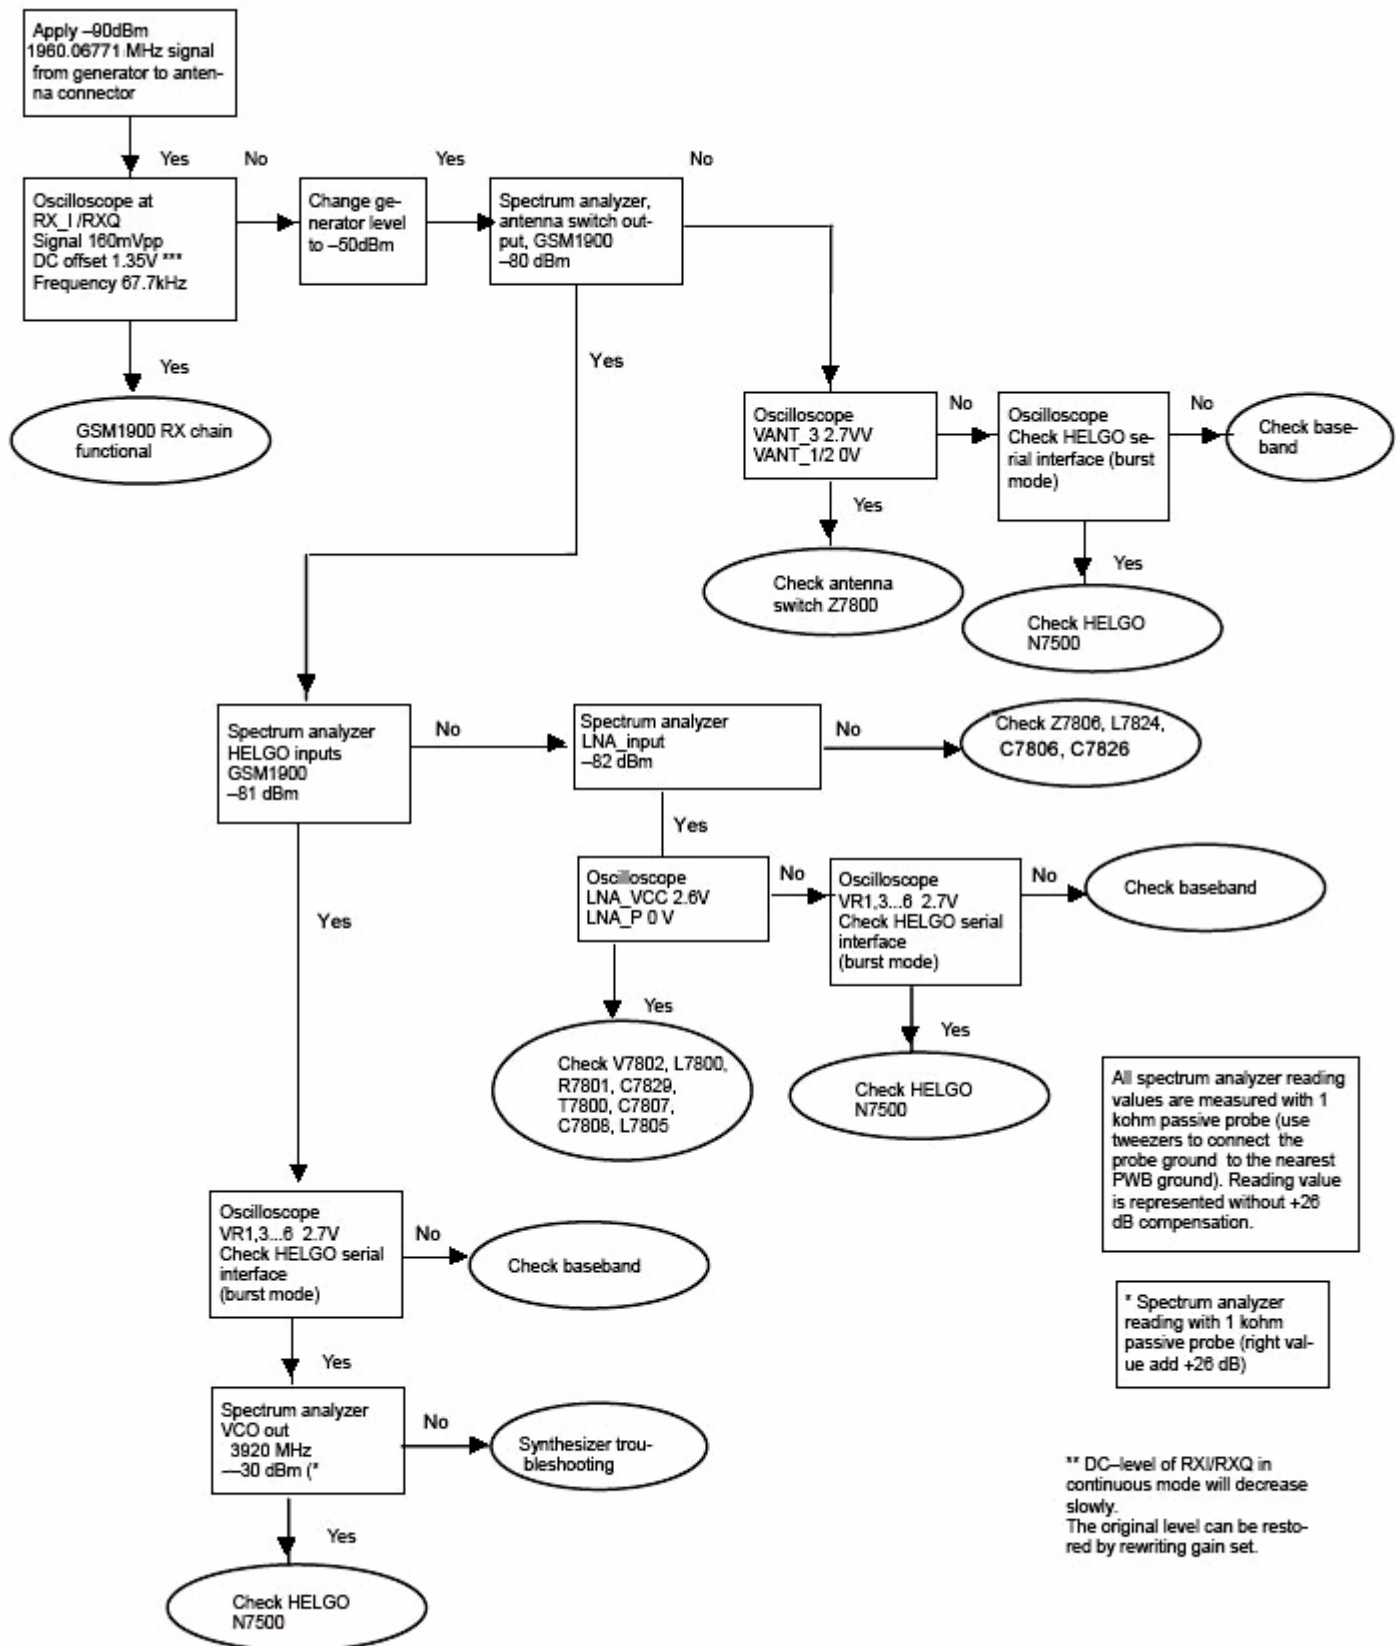 Apply –90dBm
1960.06771 MHz signal
from generator to anten-
na connector
Yes
No
Yes
No
Oscilloscope at
RX_I /RXQ
Signal 160mVpp
DC offset 1.35V ***
Frequency 67.7kHz
Change ge-
nerator level
to –50dBm
Spectrum analyzer,
antenna switch out-
put, GSM1900
–80 dBm
Yes
Yes
GSM1900 RX chain
functional
Oscilloscope
VANT_3 2.7VV
VANT_1/2 0V
No
Oscilloscope
Check HELGO se-
rial interface (burst
mode)
No
Check base-
band
Yes
Yes
Check antenna
switch Z7800
Check HELGO
N7500
Spectrum analyzer
HELGO inputs
GSM1900
–81 dBm
No
Spectrum analyzer
LNA_input
–82 dBm
No
Check Z7806, L7824,
C7806, C7826
Yes
Yes
Oscilloscope
LNA_VCC 2.6V
LNA_P 0 V
No
Oscilloscope
VR1,3...6 2.7V
Check HELGO serial
interface
(burst mode)
No
Check baseband
Yes
Yes
Check V7802, L7800,
R7801, C7829,
T7800, C7807,
C7808, L7805
Check HELGO
N7500
All spectrum analyzer reading
values are measured with 1
kohm passive probe (use
tweezers to connect the
probe ground to the nearest
PWB ground). Reading value
is represented without +26
dB compensation.
Oscilloscope
VR1,3...6 2.7V
Check HELGO serial
interface
(burst mode)
No
Check baseband
* Spectrum analyzer
reading with 1 kohm
passive probe (right val-
ue add +26 dB)
Yes
Spectrum analyzer
VCO out
3920 MHz
––30 dBm (*
No
Synthesizer trou-
bleshooting
** DC–level of RXI/RXQ in
continuous mode will decrease
slowly.
The original level can be resto-
red by rewriting gain set.
Yes
Check HELGO
N7500